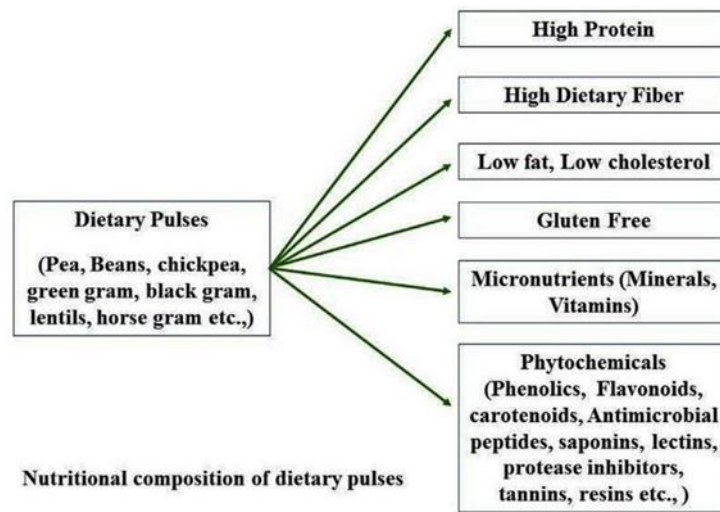 Dietary Pulses
(Pea, Beans, chickpea,
green gram, black gram,
lentils, horse gram etc.,)
High Protein
High Dietary Fiber
Low fat, Low cholesterol
Gluten Free
Micronutrients (Minerals,
Vitamins)
Phytochemicals
(Phenolics, Flavonoids,
carotenoids, Antimicrobial
peptides, saponins, lectins,
protease inhibitors,
tannins, resins etc., )
Nutritional composition of dietary pulses